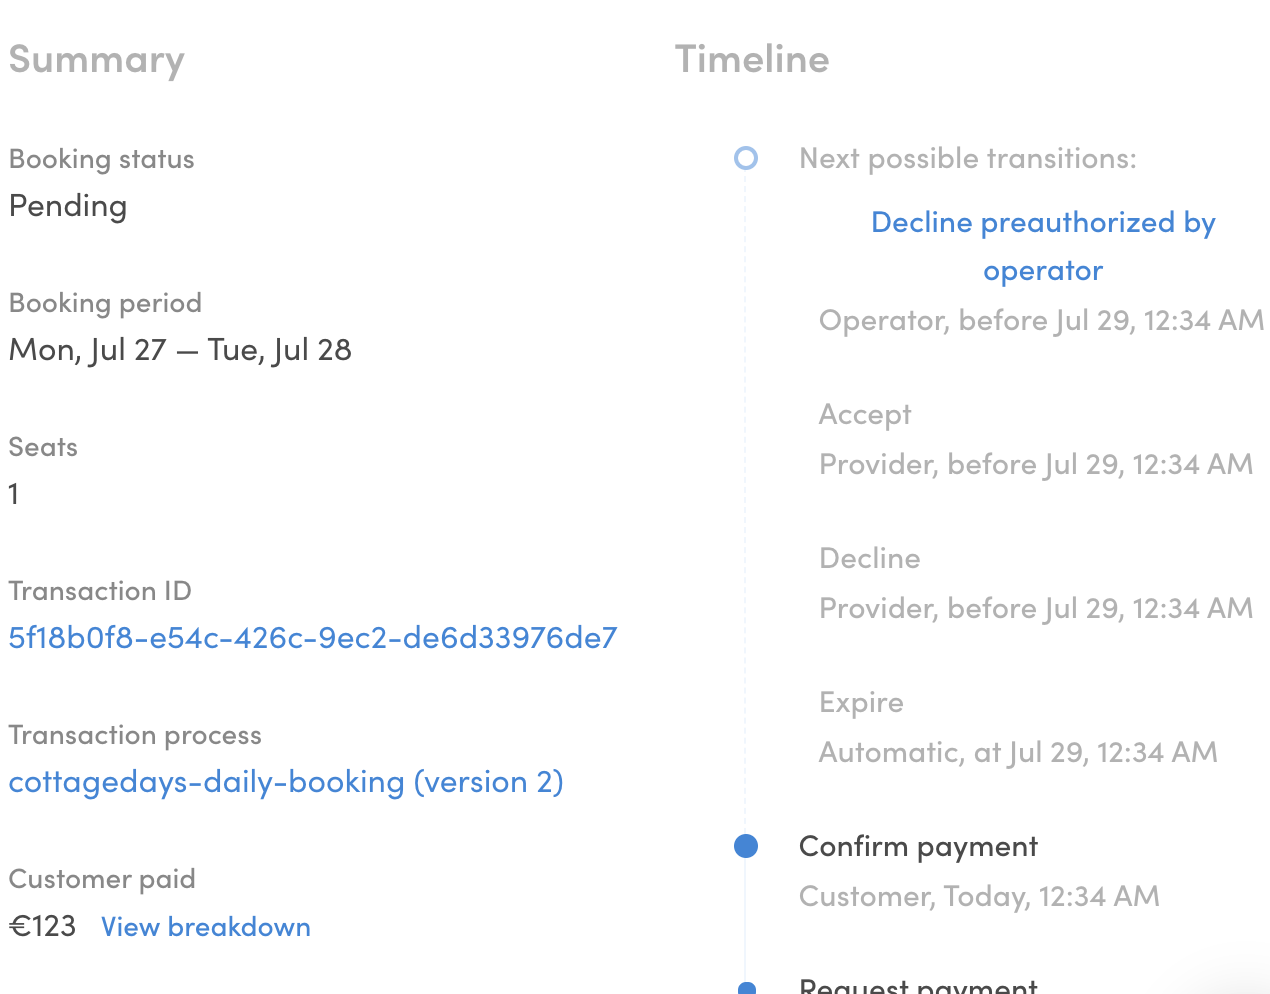 Summary
Booking status
Pending
Booking period
Mon, Jul 27 — Tue, Jul 28
Seats
1
Transaction ID
5f18b0f8-e54c-426c-9ec2-de6d33976de7
Transaction process
cottagedays-daily-booking (version 2)
Customer paid
€123 View breakdown
Timeline
Next possible transitions:
Decline preauthorized by
operator
Operator, before Jul 29, 12:34 AM
Accept
Provider, before Jul 29, 12:34 AM
Decline
Provider, before Jul 29, 12:34 AM
Expire
Automatic, at Jul 29, 12:34 AM
Confirm payment
Customer, Today, 12:34 AM
Request payment